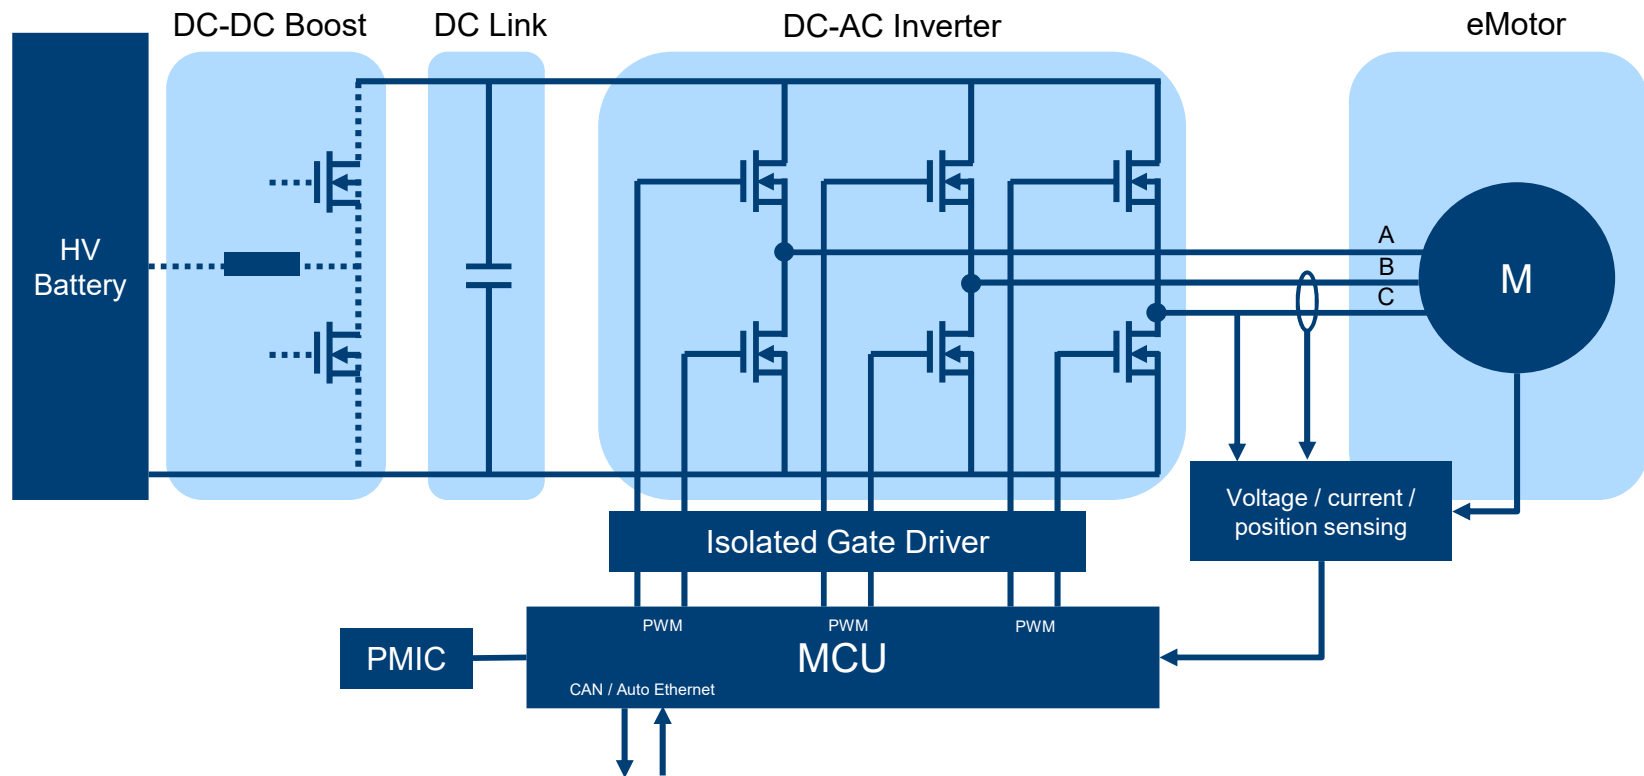 DC-DC Boost
DC Link
DC-AC Inverter
eMotor
HV
Battery
A
B
C
M
Voltage / current /
position sensing
Isolated Gate Driver
PWM
PWM
PWM
MCU
PMIC
CAN / Auto Ethernet